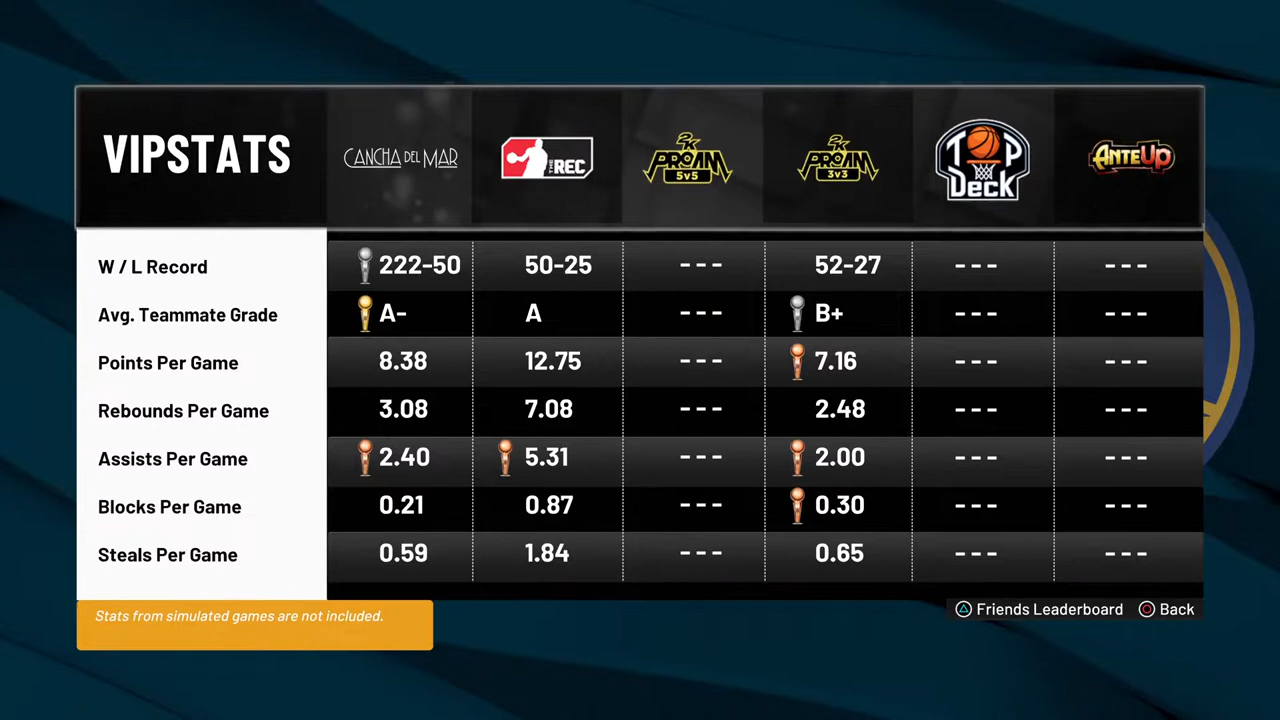 VIPSTATS CANCHA DEL MAR THE REC 2K PROAM 5v5 2K PROAM 3v3 TOP DECK ANTE UP
W / L Record 222-50 50-25 --- 52-27 --- ---
Avg. Teammate Grade A- A --- B+ --- ---
Points Per Game 8.38 12.75 --- 7.16 --- ---
Rebounds Per Game 3.08 7.08 --- 2.48 --- ---
Assists Per Game 2.40 5.31 --- 2.00 --- ---
Blocks Per Game 0.21 0.87 --- 0.30 --- ---
Steals Per Game 0.59 1.84 --- 0.65 --- ---
Stats from simulated games are not included.
Friends Leaderboard Back